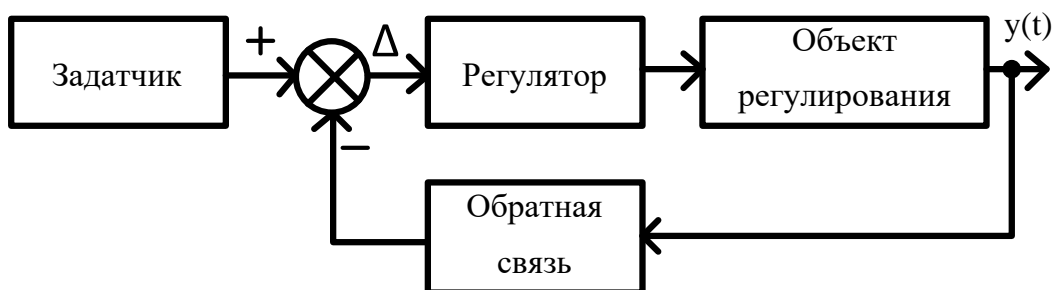 Задатчик
+
Δ
Регулятор
Объект
регулирования
y(t)
−
Обратная
связь